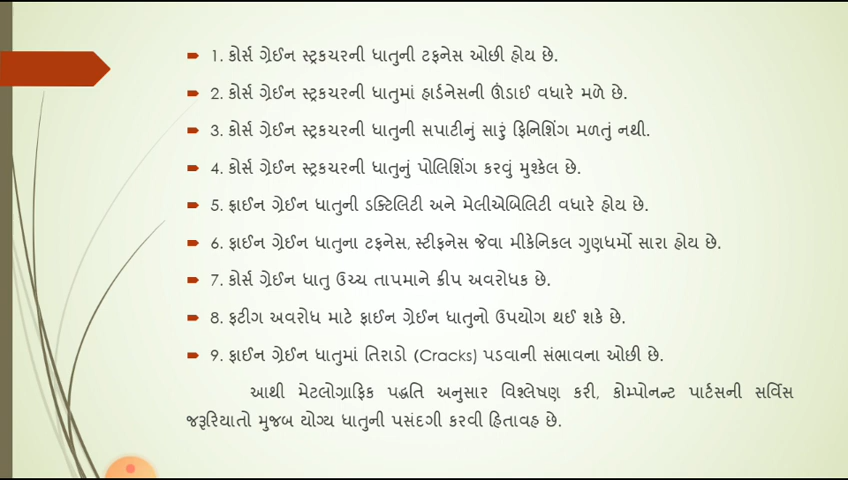 1. કોર્સ ગ્રેઈન સ્ટ્રકચરની ધાતુની ટફનેસ ઓછી હોય છે.
2. કોર્સ ગ્રેઈન સ્ટ્રકચરની ધાતુમાં હાર્ડનેસની ઊંડાઈ વધારે મળે છે.
3. કોર્સ ગ્રેઈન સ્ટ્રકચરની ધાતુની સપાટીનું સારું ફિનિશિંગ મળતું નથી.
4. કોર્સ ગ્રેઈન સ્ટ્રકચરની ધાતુનું પોલિશિંગ કરવું મુશ્કેલ છે.
5. ફાઈન ગ્રેઈન ધાતુની ડક્ટિલિટી અને મેલીએબિલિટી વધારે હોય છે.
6. ફાઈન ગ્રેઈન ધાતુના ટફનેસ, સ્ટીફનેસ જેવા મીકેનિકલ ગુણધર્મો સારા હોય છે.
7. કોર્સ ગ્રેઈન ધાતુ ઉચ્ચ તાપમાને ક્રીપ અવરોધક છે.
8. ફટીગ અવરોધ માટે ફાઈન ગ્રેઈન ધાતુનો ઉપયોગ થઈ શકે છે.
9. ફાઈન ગ્રેઈન ધાતુમાં તિરાડો (Cracks) પડવાની સંભાવના ઓછી છે.
આથી મેટલોગ્રાફિક પદ્ધતિ અનુસાર વિશ્લેષણ કરી, કોમ્પોનન્ટ પાર્ટસની સર્વિસ
જરૂરિયાતો મુજબ યોગ્ય ધાતુની પસંદગી કરવી હિતાવહ છે.